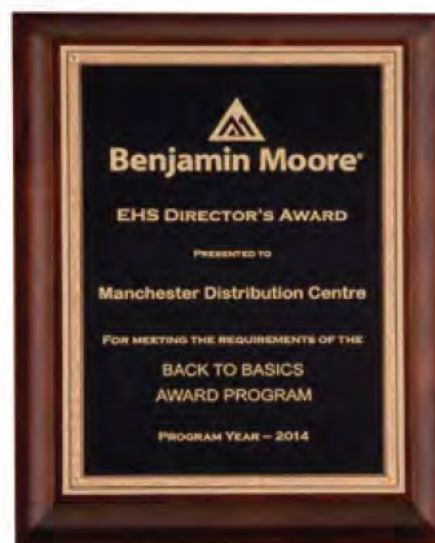 Benjamin Moore®
EHS DIRECTOR'S AWARD
PRESENTED TO
Manchester Distribution Centre
FOR MEETING THE REQUIREMENTS OF THE
BACK TO BASICS
AWARD PROGRAM
PROGRAM YEAR – 2014